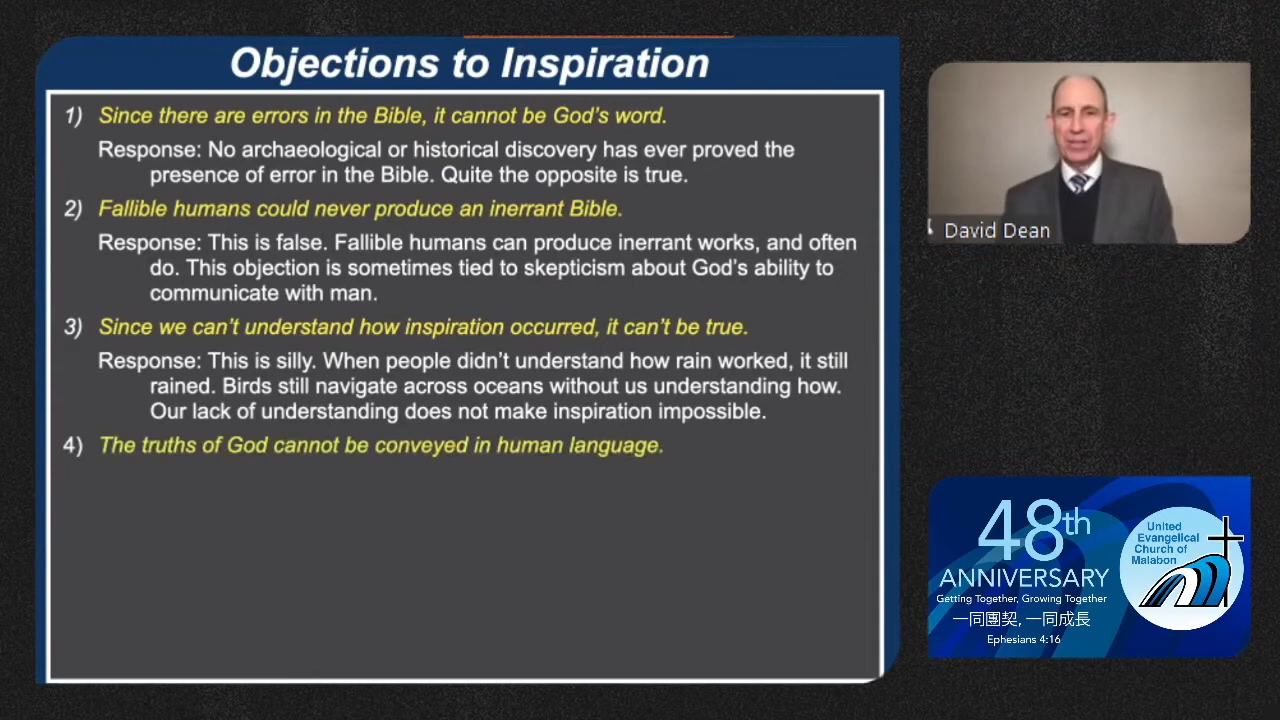 Objections to Inspiration
1) Since there are errors in the Bible, it cannot be God's word.
Response: No archaeological or historical discovery has ever proved the
presence of error in the Bible. Quite the opposite is true.
2) Fallible humans could never produce an inerrant Bible.
Response: This is false. Fallible humans can produce inerrant works, and often
do. This objection is sometimes tied to skepticism about God's ability to
communicate with man.
3) Since we can't understand how inspiration occurred, it can't be true.
Response: This is silly. When people didn't understand how rain worked, it still
rained. Birds still navigate across oceans without us understanding how.
Our lack of understanding does not make inspiration impossible.
4) The truths of God cannot be conveyed in human language.
David Dean
48th
ANNIVERSARY
Getting Together, Growing Together
一同團契, 一同成長
Ephesians 4:16
United
Evangelical
Church of
Malabon